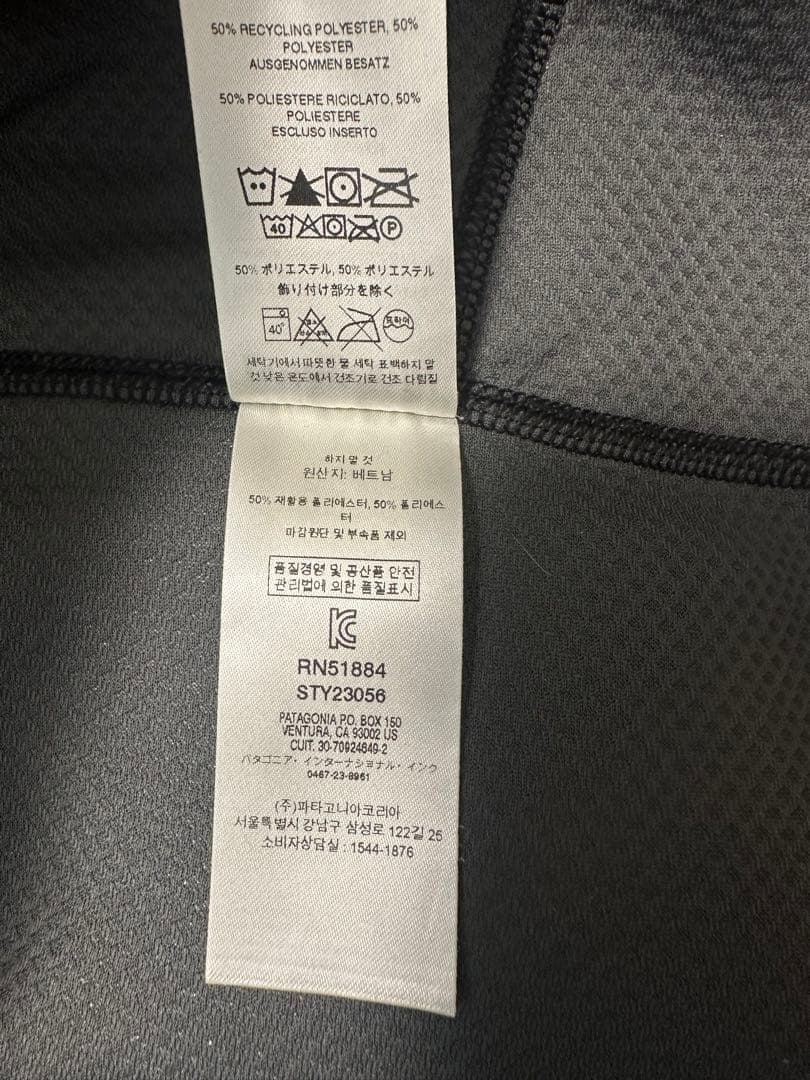 50% RECYCLING POLYESTER, 50%
POLYESTER
AUSGENOMMEN BESATZ
50% POLIESTERE RICICLATO, 50%
POLIESTERE
ESCLUSO INSERTO
40 P
50% ポリエステル, 50% ポリエステル
飾り付け部分を除く
40°
세탁기에서 따뜻한 물 세탁 표백하지 말
것 낮은 온도에서 건조기로 건조 다림질
하지 말 것
원산지: 베트남
50% 재활용 폴리에스터, 50% 폴리에스
터
마감원단 및 부속품 제외
품질경영 및 공산품 안전
관리법에 의한 품질표시
RN51884
STY23056
PATAGONIA P.O. BOX 150
VENTURA, CA 93002 US
CUIT. 30-70924649-2
パタゴニア・インターナショナル・インク
0467-23-8961
(주)파타고니아코리아
서울특별시 강남구 삼성로 122길 25
소비자상담실 : 1544-1876